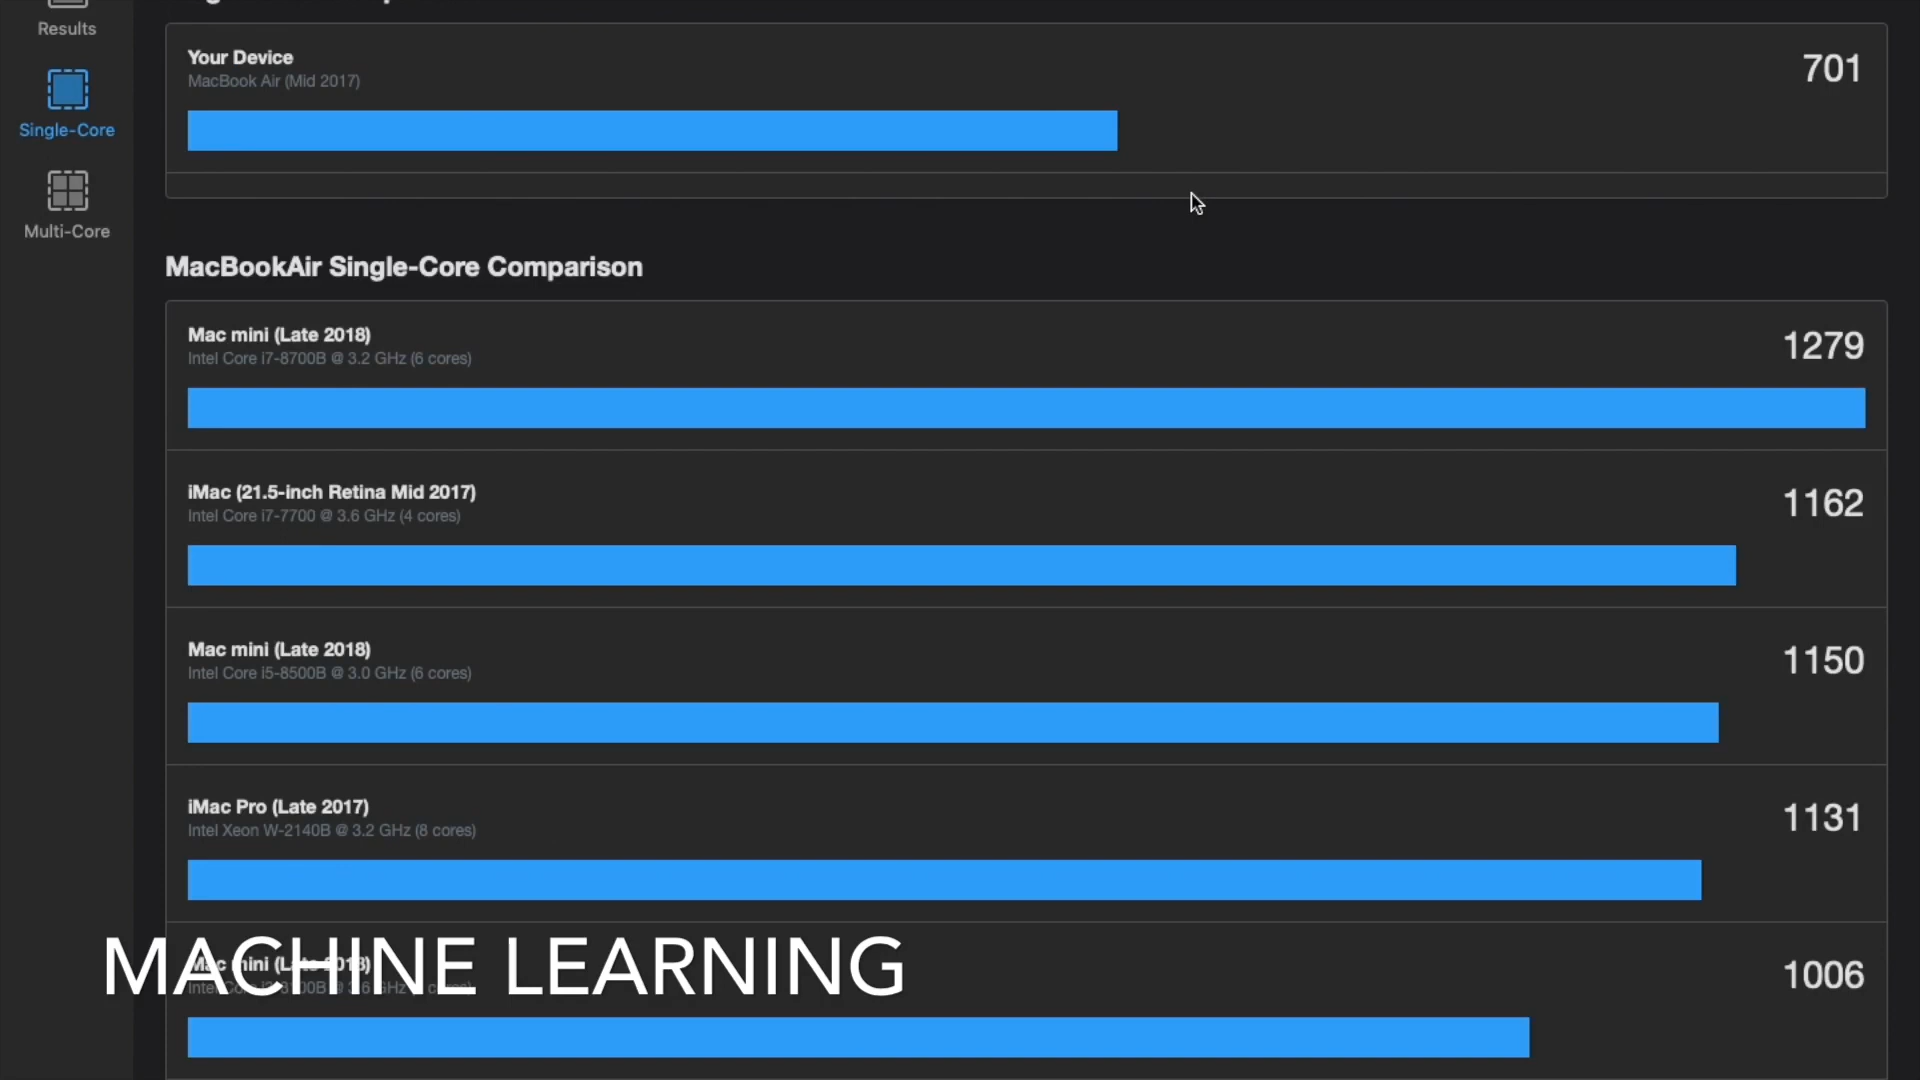 Results
Single-Core
Multi-Core
Your Device
MacBook Air (Mid 2017)
701
MacBookAir Single-Core Comparison
Mac mini (Late 2018)
Intel Core i7-8700B @ 3.2 GHz (6 cores)
1279
iMac (21.5-inch Retina Mid 2017)
Intel Core i7-7700 @ 3.6 GHz (4 cores)
1162
Mac mini (Late 2018)
Intel Core i5-8500B @ 3.0 GHz (6 cores)
1150
iMac Pro (Late 2017)
Intel Xeon W-2140B @ 3.2 GHz (8 cores)
1131
Mac mini (Late 2018)
1006
MACHINE LEARNING